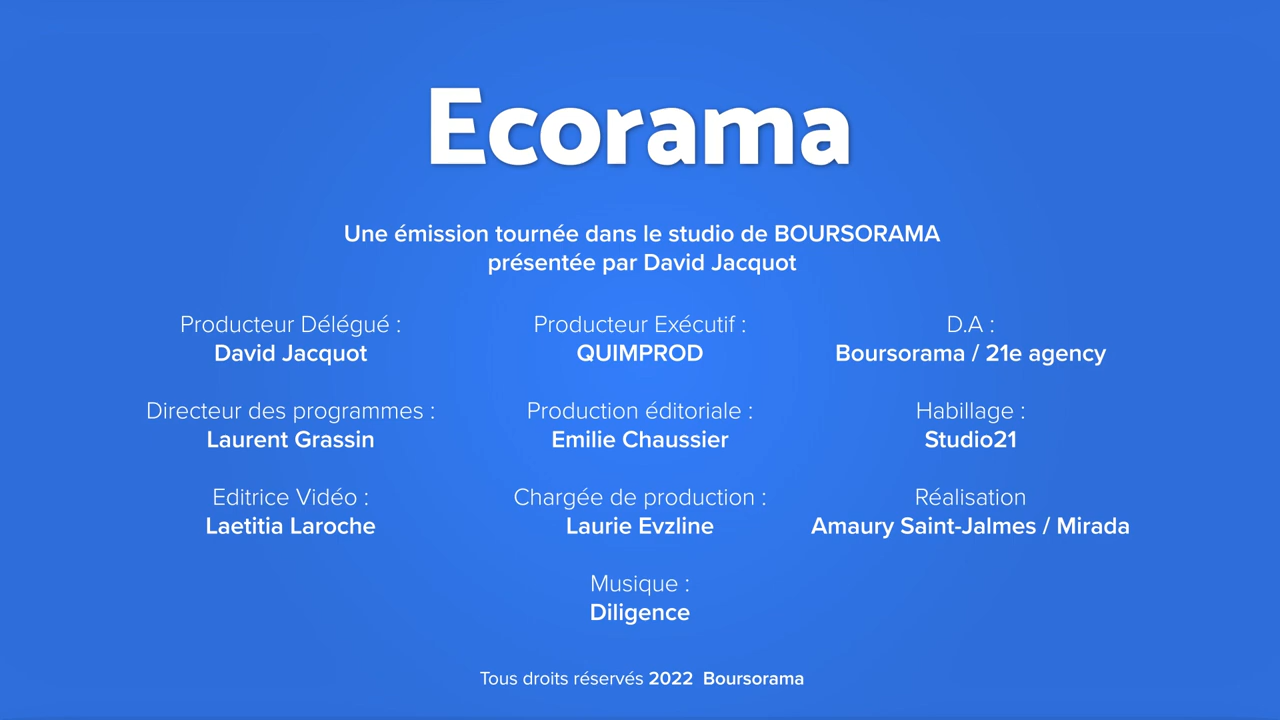 Ecorama
Une émission tournée dans le studio de BOURSORAMA
présentée par David Jacquot
Producteur Délégué :
David Jacquot
Producteur Exécutif :
QUIMPROD
D.A :
Boursorama / 21e agency
Directeur des programmes :
Laurent Grassin
Production éditoriale :
Emilie Chaussier
Habillage :
Studio21
Editrice Vidéo :
Laetitia Laroche
Chargée de production :
Laurie Evzline
Réalisation
Amaury Saint-Jalmes / Mirada
Musique :
Diligence
Tous droits réservés 2022 Boursorama